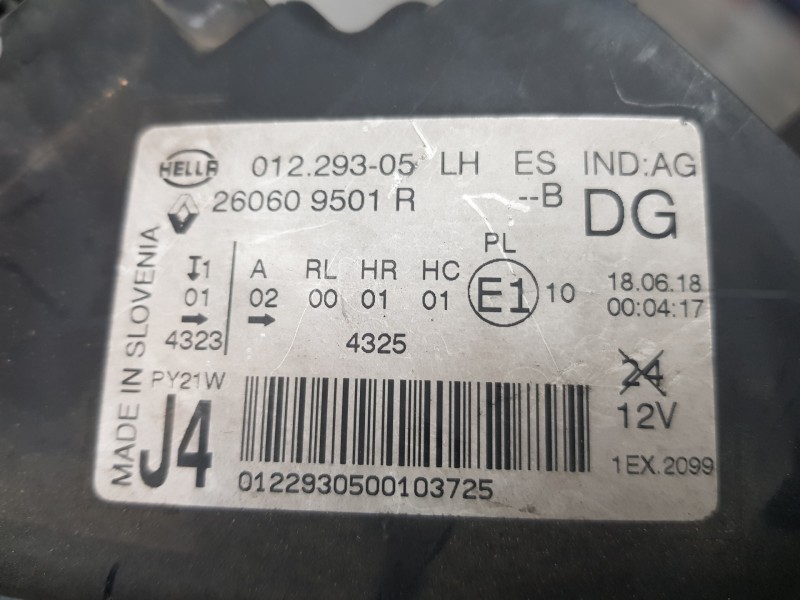 HELLA 012.293-05 LH ES IND:AG
26060 9501 R --B DG
MADE IN SLOVENIA
PL
1 A RL HR HC E1 10 18.06.18
01 02 00 01 01 00:04:17
4323 4325
24
PY21W 12V
J4 1EX.2099
0122930500103725